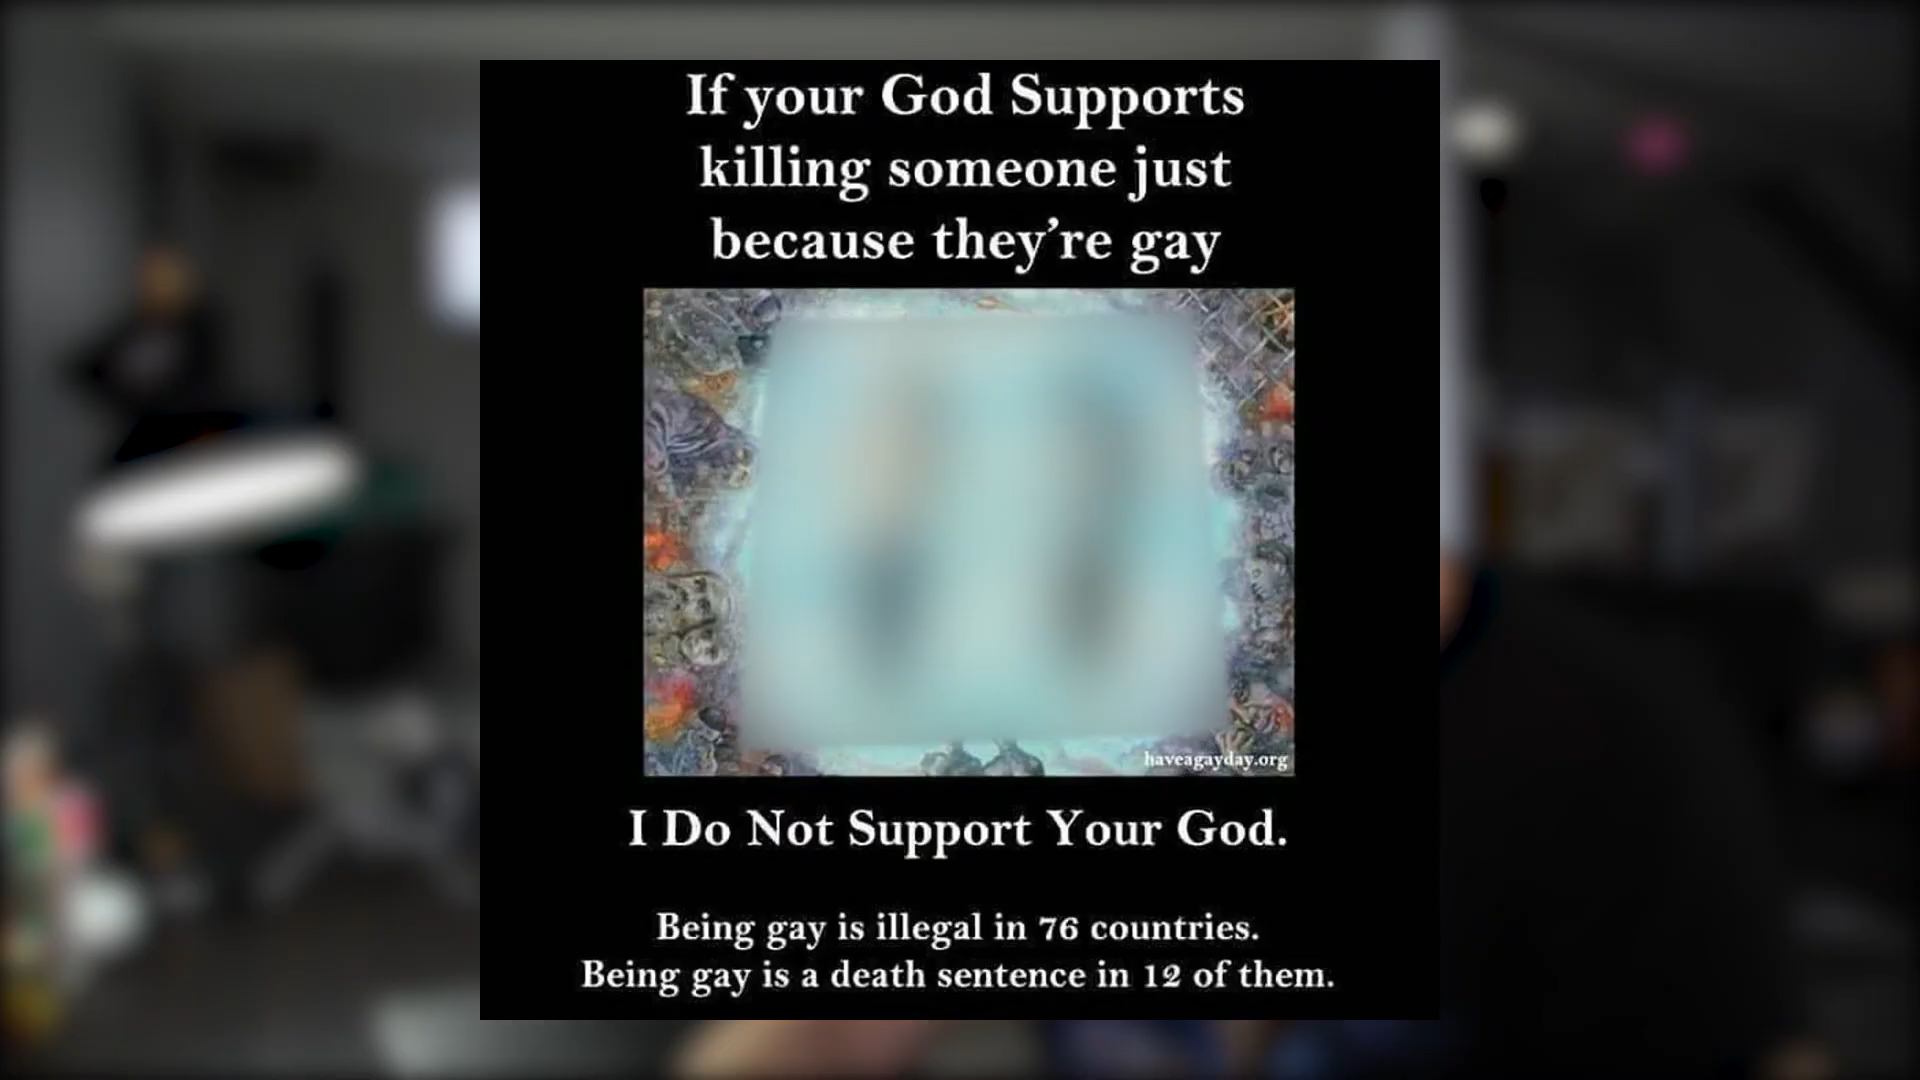 If your God Supports
killing someone just
because they’re gay
haveagayday.org
I Do Not Support Your God.
Being gay is illegal in 76 countries.
Being gay is a death sentence in 12 of them.